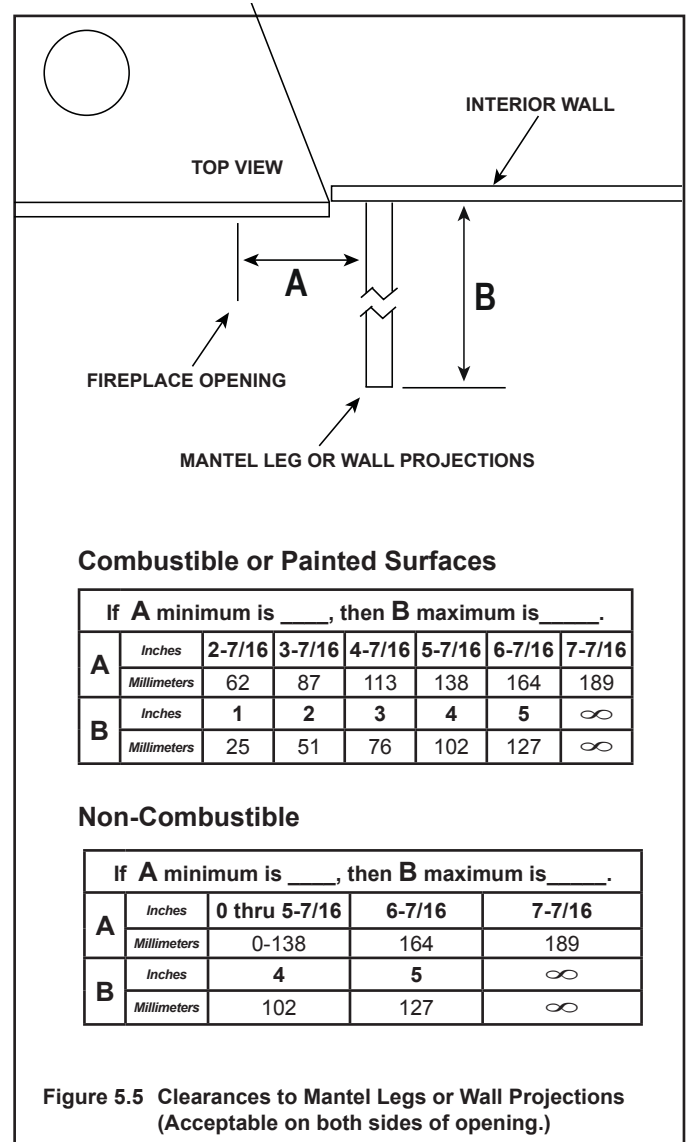 INTERIOR WALL
TOP VIEW
A
B
FIREPLACE OPENING
MANTEL LEG OR WALL PROJECTIONS
Combustible or Painted Surfaces
If A minimum is ____, then B maximum is_____.
A Inches 2-7/16 3-7/16 4-7/16 5-7/16 6-7/16 7-7/16
Millimeters 62 87 113 138 164 189
B Inches 1 2 3 4 5 ∞
Millimeters 25 51 76 102 127 ∞
Non-Combustible
If A minimum is ____, then B maximum is_____.
A Inches 0 thru 5-7/16 6-7/16 7-7/16
Millimeters 0-138 164 189
B Inches 4 5 ∞
Millimeters 102 127 ∞
Figure 5.5 Clearances to Mantel Legs or Wall Projections
(Acceptable on both sides of opening.)